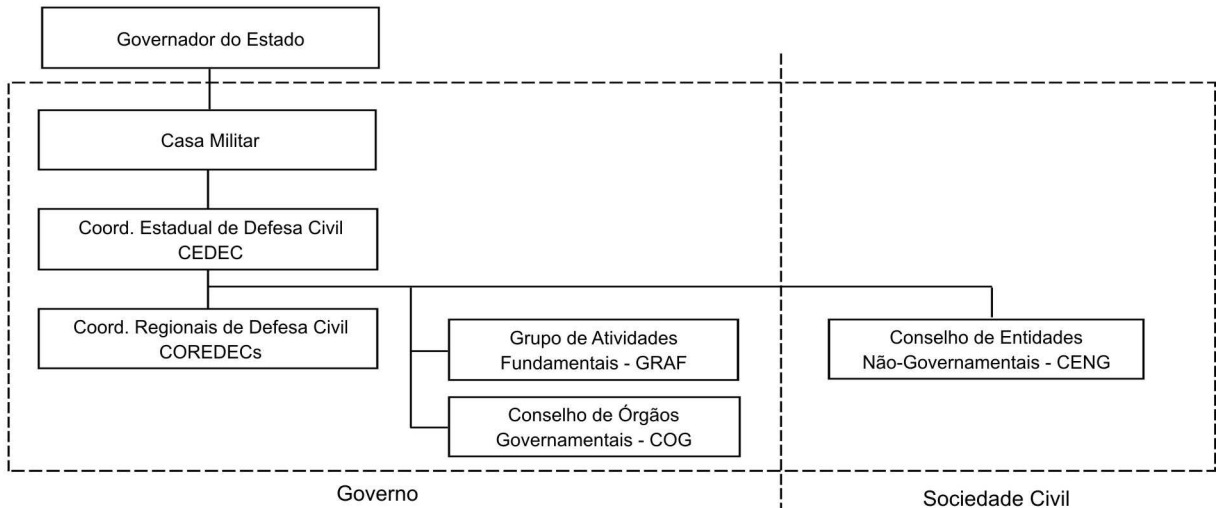 Governador do Estado
Casa Militar
Coord. Estadual de Defesa Civil
CEDEC
Coord. Regionais de Defesa Civil
COREDECs
Grupo de Atividades
Fundamentais - GRAF
Conselho de Órgãos
Governamentais - COG
Conselho de Entidades
Não-Governamentais - CENG
Governo
Sociedade Civil